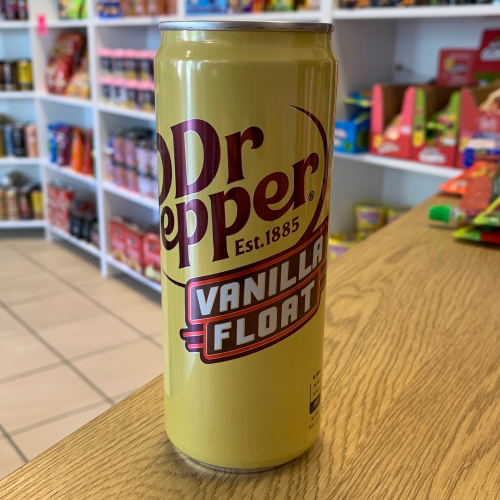 Dr
Pepper®
Est.1885
VANILLA
FLOAT